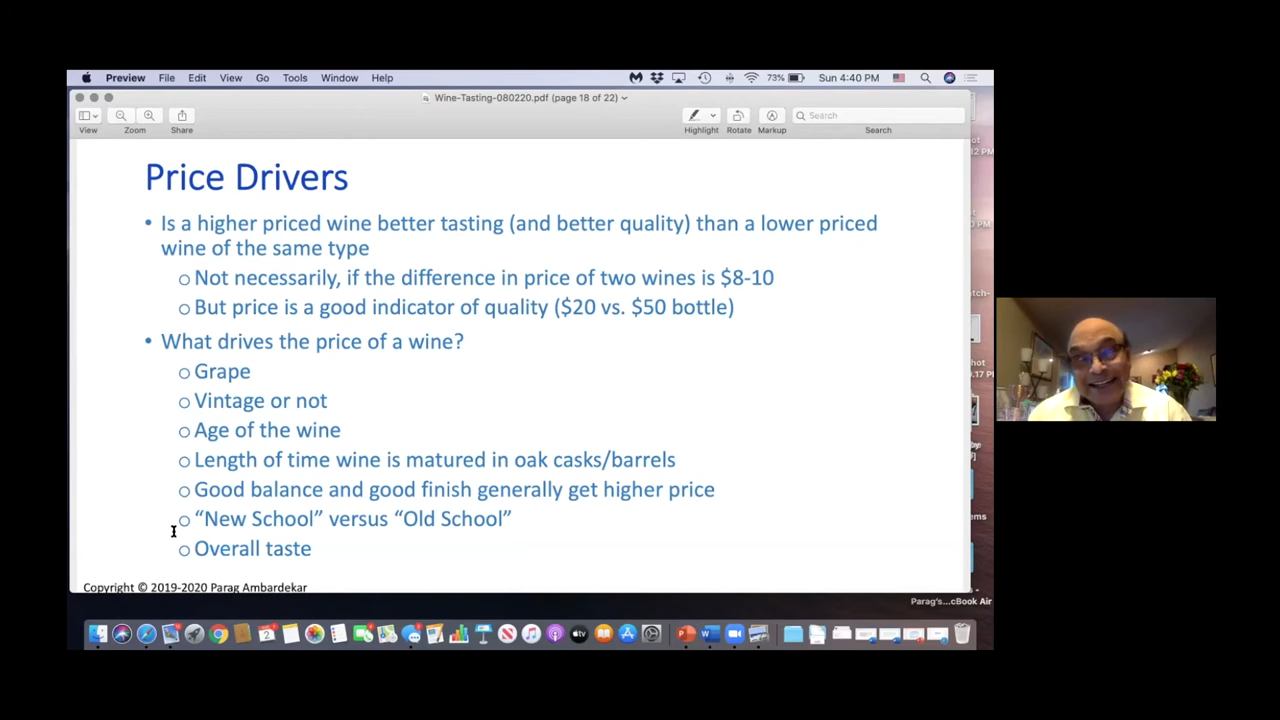 Preview File Edit View Go Tools Window Help 73% Sun 4:40 PM
Wine-Tasting-080220.pdf (page 18 of 22)
Search
View Zoom Share Highlight Rotate Markup Search
Price Drivers
• Is a higher priced wine better tasting (and better quality) than a lower priced
wine of the same type
○ Not necessarily, if the difference in price of two wines is $8-10
○ But price is a good indicator of quality ($20 vs. $50 bottle)
• What drives the price of a wine?
○ Grape
○ Vintage or not
○ Age of the wine
○ Length of time wine is matured in oak casks/barrels
○ Good balance and good finish generally get higher price
○ “New School” versus “Old School”
○ Overall taste
Copyright © 2019-2020 Parag Ambardekar
Parag's...cBook Air